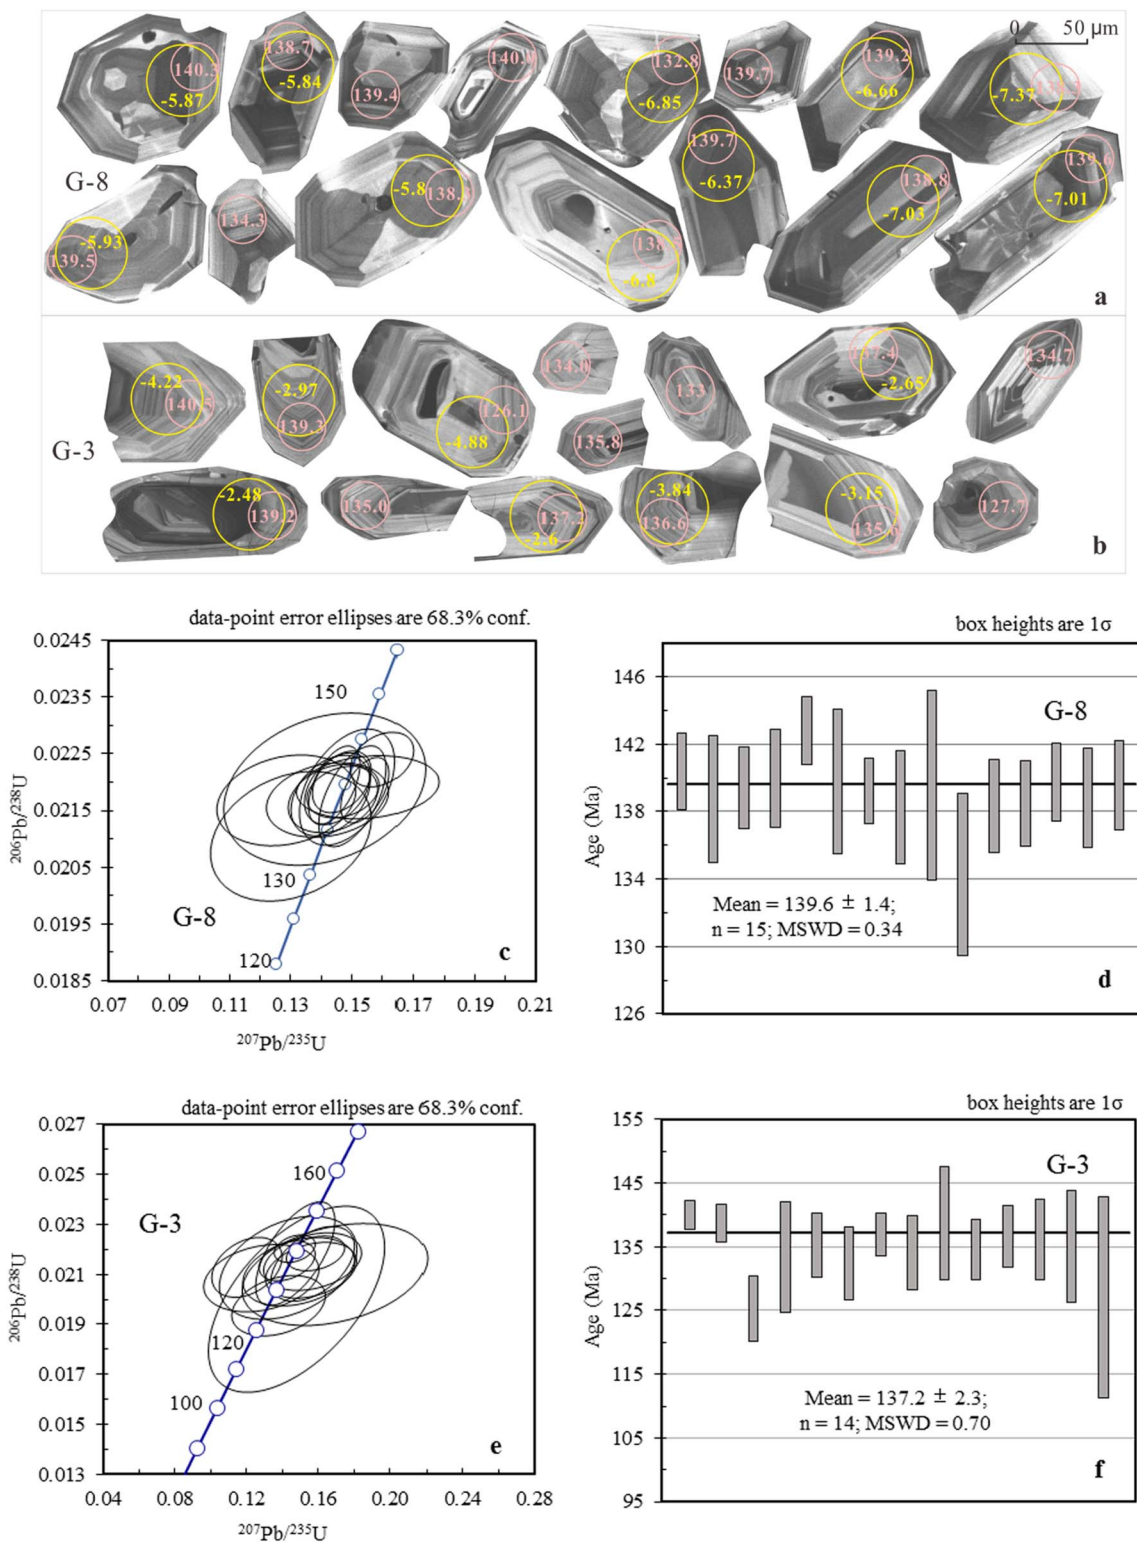 0 50 μm
140.3 138.7 139.4 132.8 139.7 139.2
-5.87 -5.84 -6.85 -6.66 -7.37
G-8
139.7
-6.37
-5.93 134.3 -5.8 138.8 139.6
139.5 -6.8 -7.03 -7.01
a
-4.22 -2.97 134.0 133 137.4 134.7
140.5 139.3 126.1 -2.65
G-3
-4.88 135.8
-2.48 135.0 -3.84 -3.15
139.2 137.2 136.6 135.6 127.7
-2.6
b
data-point error ellipses are 68.3% conf.
0.0245
0.0235
0.0225
0.0215
0.0205
0.0195
0.0185
206Pb/238U
150
130
120
G-8
c
0.07 0.09 0.11 0.13 0.15 0.17 0.19 0.21
207Pb/235U
box heights are 1σ
146
142
138
134
130
126
Age (Ma)
G-8
Mean = 139.6 ± 1.4;
n = 15; MSWD = 0.34
d
data-point error ellipses are 68.3% conf.
0.027
0.025
0.023
0.021
0.019
0.017
0.015
0.013
206Pb/238U
160
G-3
120
100
e
0.04 0.08 0.12 0.16 0.20 0.24 0.28
207Pb/235U
box heights are 1σ
155
145
135
125
115
105
95
Age (Ma)
G-3
Mean = 137.2 ± 2.3;
n = 14; MSWD = 0.70
f